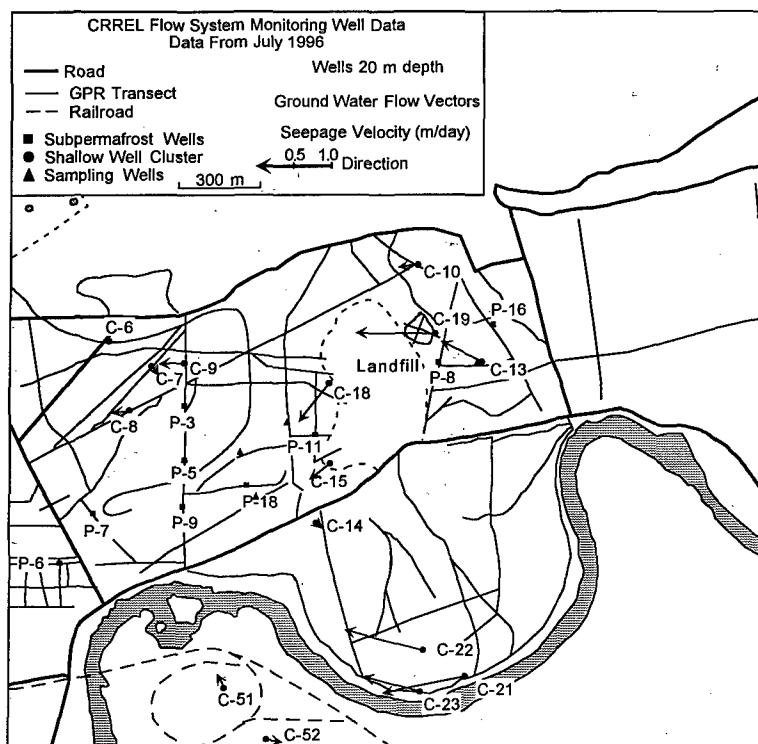 CRREL Flow System Monitoring Well Data
Data From July 1996
Road
Wells 20 m depth
GPR Transect
Ground Water Flow Vectors
Railroad
Seepage Velocity (m/day)
Subpermafrost Wells
Shallow Well Cluster
0.5 1.0
Direction
Sampling Wells
300 m
C-10
P-16
C-19
C-6
Landfill
C-9
C-7
P-8
C-13
C-18
C-8
P-3
P-11
P-5
C-15
P-18
P-9
C-14
P-7
P-6
C-22
C-21
C-51
C-23
C-52